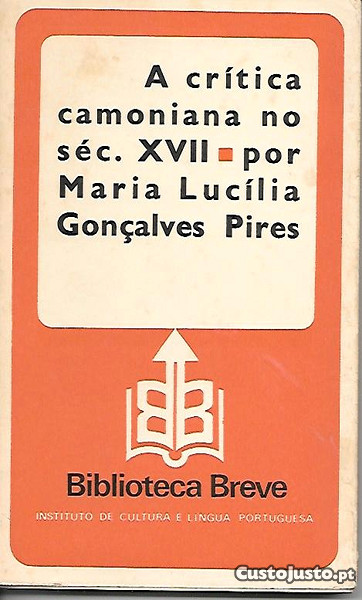 A crítica
camoniana no
séc. XVII ■ por
Maria Lucília
Gonçalves Pires
BB
Biblioteca Breve
INSTITUTO DE CULTURA E LÍNGUA PORTUGUESA
CustoJusto.pt